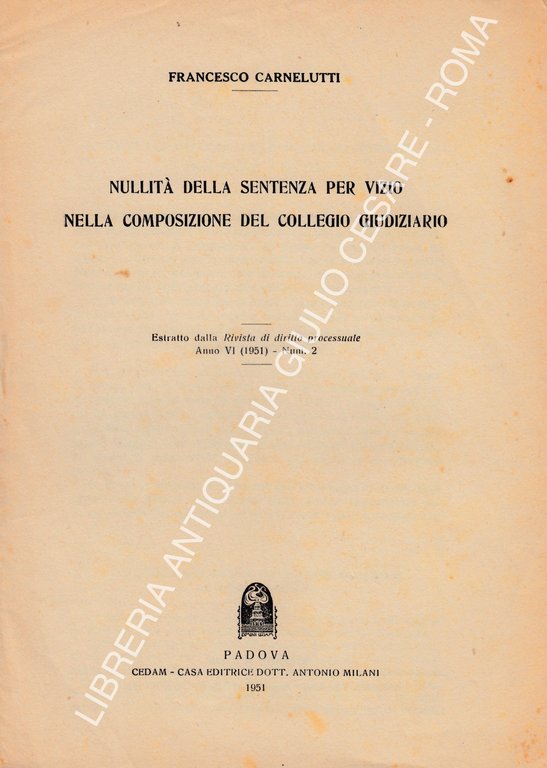 FRANCESCO CARNELUTTI
NULLITÀ DELLA SENTENZA PER VIZIO
NELLA COMPOSIZIONE DEL COLLEGIO GIUDIZIARIO
Estratto dalla Rivista di diritto processuale
Anno VI (1951) - Num. 2
PADOVA
CEDAM - CASA EDITRICE DOTT. ANTONIO MILANI
1951
LIBRERIA ANTIQUARIA GIULIO CESARE - ROMA